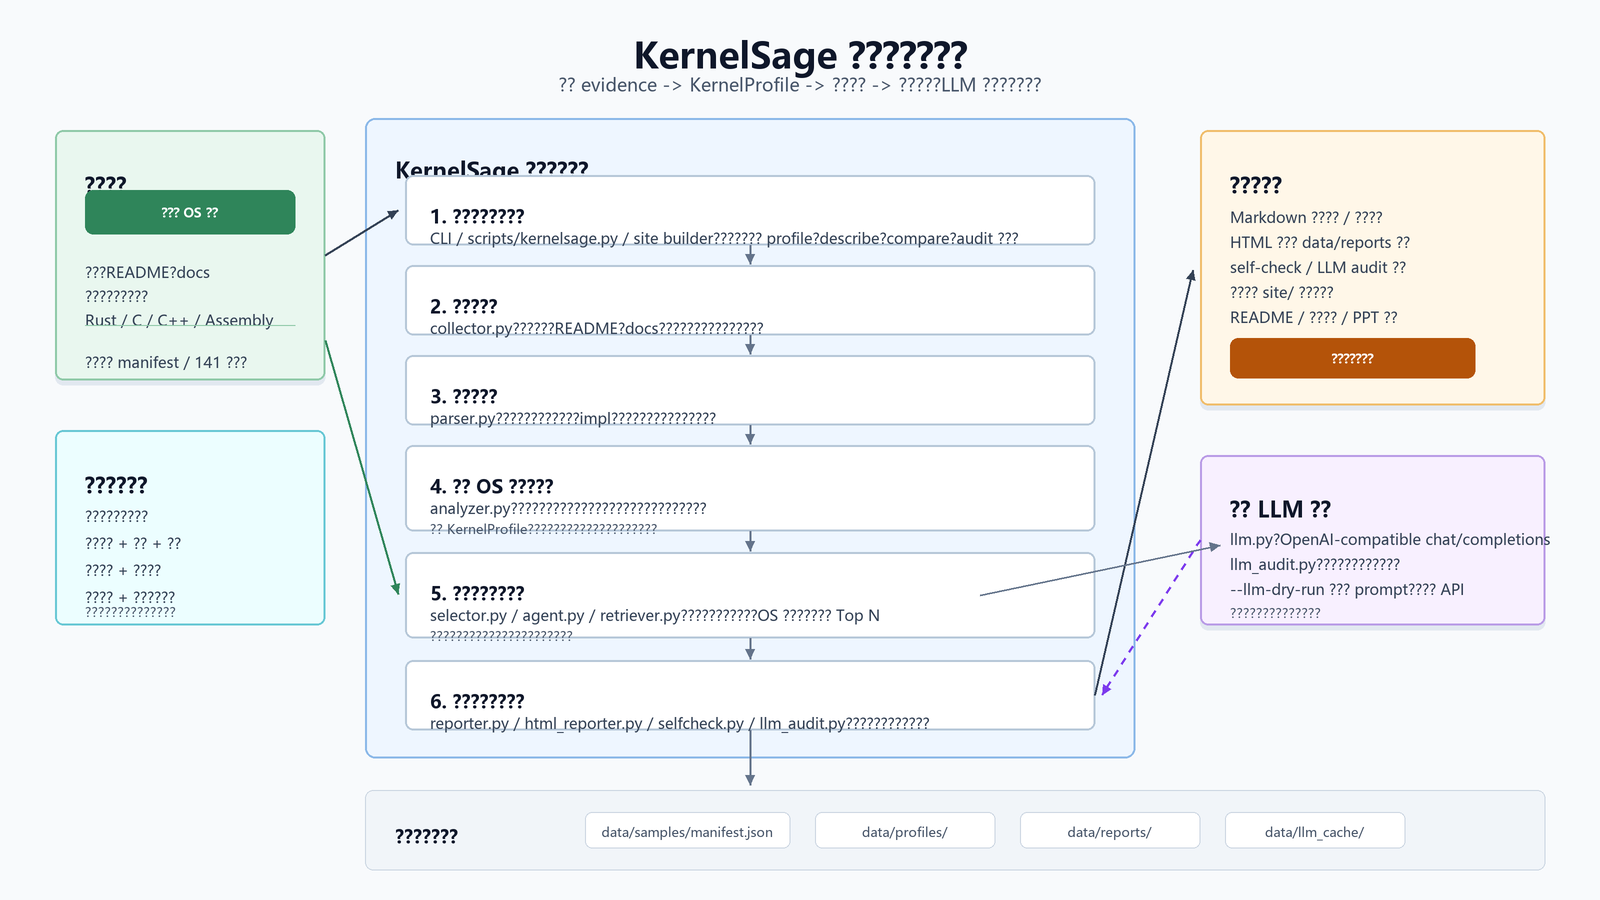 KernelSage ???????
?? evidence -> KernelProfile -> ???? -> ?????LLM ???????
????
??? OS ??
???README?docs
?????????
Rust / C / C++ / Assembly
???? manifest / 141 ???
??????
?????????
???? + ?? + ??
???? + ????
???? + ??????
??????????????
KernelSage ??????
1. ????????
CLI / scripts/kernelsage.py / site builder??????? profile?describe?compare?audit ???
2. ?????
collector.py??????README?docs???????????????
3. ?????
parser.py????????????impl???????????????
4. ?? OS ?????
analyzer.py????????????????????????????
?? KernelProfile?????????????????????
5. ????????
selector.py / agent.py / retriever.py???????????OS ??????? Top N
???????????????????????
6. ????????
reporter.py / html_reporter.py / selfcheck.py / llm_audit.py????????????
?????
Markdown ???? / ????
HTML ??? data/reports ??
self-check / LLM audit ??
???? site/ ?????
README / ???? / PPT ??
???????
?? LLM ??
llm.py?OpenAI-compatible chat/completions
llm_audit.py????????????
--llm-dry-run ??? prompt???? API
??????????????
???????
data/samples/manifest.json
data/profiles/
data/reports/
data/llm_cache/